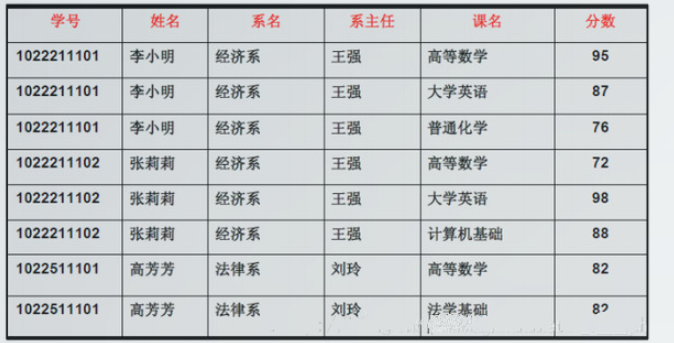 学号 姓名 系名 系主任 课名 分数
1022211101 李小明 经济系 王强 高等数学 95
1022211101 李小明 经济系 王强 大学英语 87
1022211101 李小明 经济系 王强 普通化学 76
1022211102 张莉莉 经济系 王强 高等数学 72
1022211102 张莉莉 经济系 王强 大学英语 98
1022211102 张莉莉 经济系 王强 计算机基础 88
1022511101 高芳芳 法律系 刘玲 高等数学 82
1022511101 高芳芳 法律系 刘玲 法学基础 82